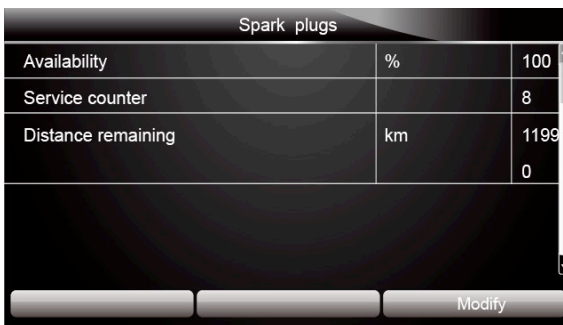 Spark plugs
Availability % 100
Service counter 8
Distance remaining km 1199
0
Modify